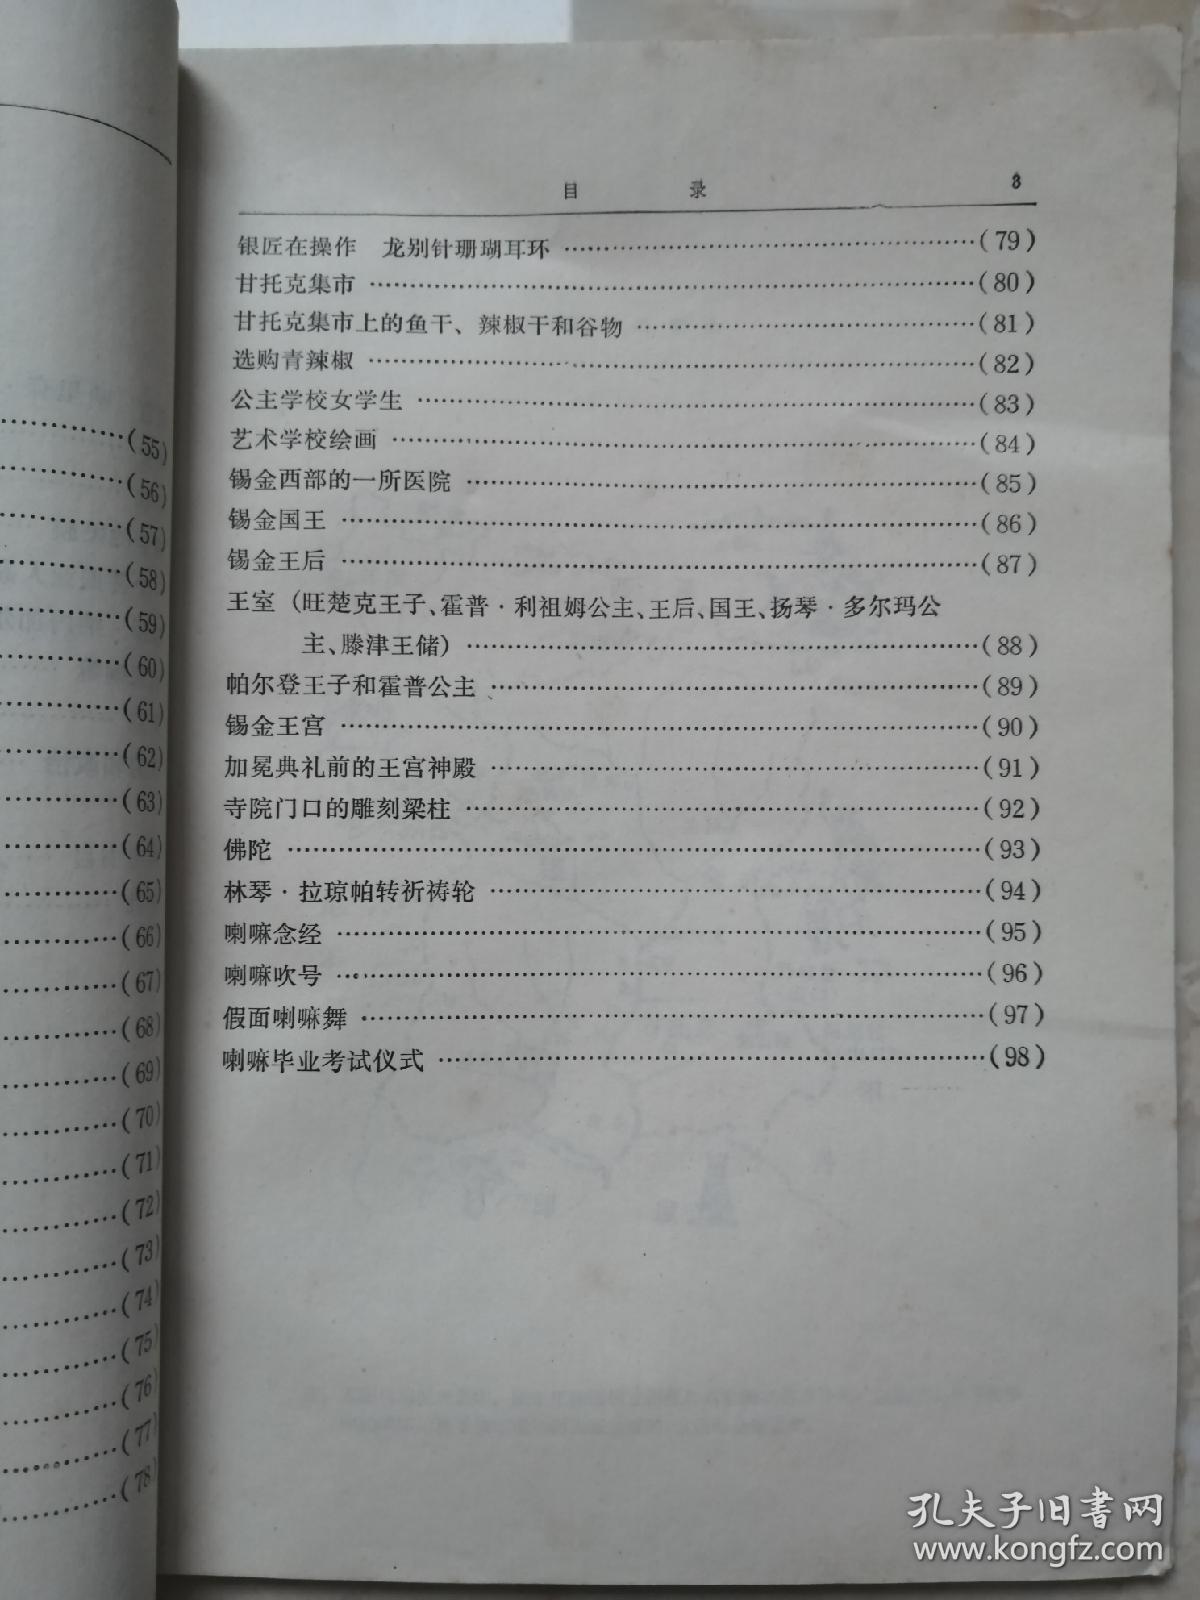 目 录 3
银匠在操作 龙别针珊瑚耳环 ……(79)
甘托克集市 ……(80)
甘托克集市上的鱼干、辣椒干和谷物 ……(81)
选购青辣椒 ……(82)
公主学校女学生 ……(83)
艺术学校绘画 ……(84)
锡金西部的一所医院 ……(85)
锡金国王 ……(86)
锡金王后 ……(87)
王室（旺楚克王子、霍普·利祖姆公主、王后、国王、扬琴·多尔玛公
主、滕津王储）……(88)
帕尔登王子和霍普公主 ……(89)
锡金王宫 ……(90)
加冕典礼前的王宫神殿 ……(91)
寺院门口的雕刻梁柱 ……(92)
佛陀 ……(93)
林琴·拉琼帕转祈祷轮 ……(94)
喇嘛念经 ……(95)
喇嘛吹号 ……(96)
假面喇嘛舞 ……(97)
喇嘛毕业考试仪式 ……(98)
……(55)
……(56)
……(57)
……(58)
……(59)
……(60)
……(61)
……(62)
……(63)
……(64)
……(65)
……(66)
……(67)
……(68)
……(69)
……(70)
……(71)
……(72)
……(73)
……(74)
……(75)
……(76)
……(77)
……(78)
孔夫子旧书网
www.kongfz.com